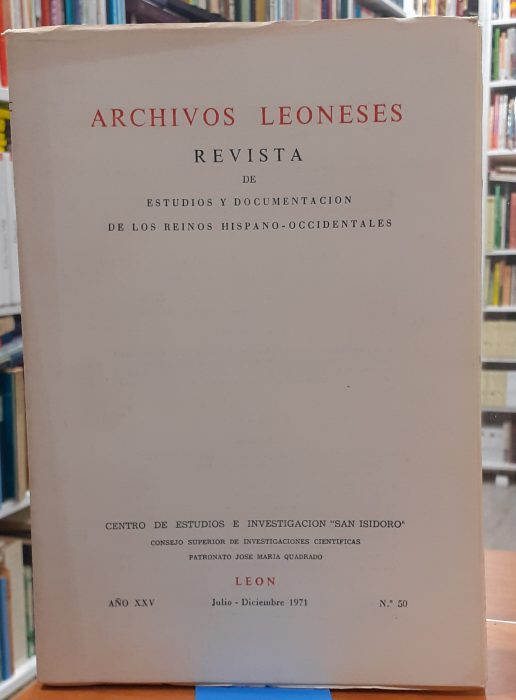 ARCHIVOS LEONESES
REVISTA
DE
ESTUDIOS Y DOCUMENTACION
DE LOS REINOS HISPANO-OCCIDENTALES
CENTRO DE ESTUDIOS E INVESTIGACION "SAN ISIDORO"
CONSEJO SUPERIOR DE INVESTIGACIONES CIENTIFICAS
PATRONATO JOSE MARIA QUADRADO
LEON
AÑO XXV Julio - Diciembre 1971 N.º 50